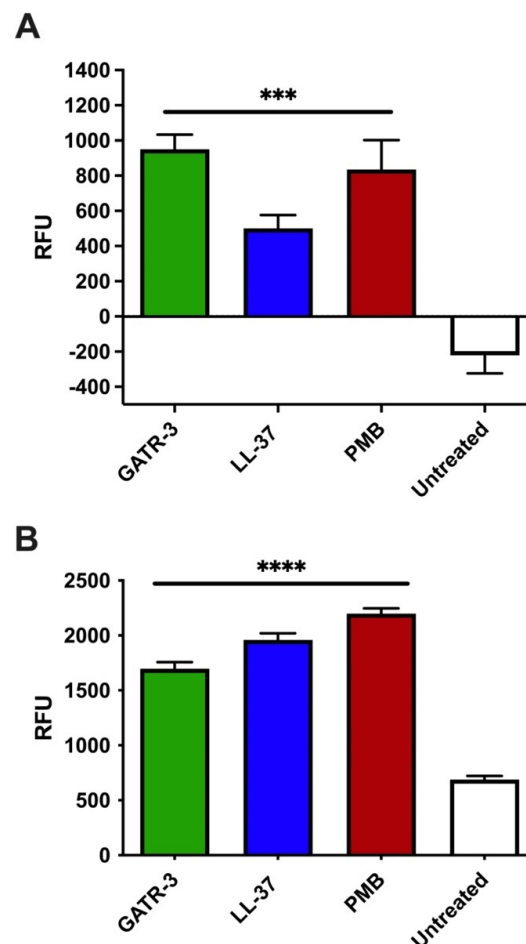 A
***
1400
1200
1000
800
600
400
200
0
-200
-400
RFU
GATR-3
LL-37
PMB
Untreated
B
****
2500
2000
1500
1000
500
0
RFU
GATR-3
LL-37
PMB
Untreated